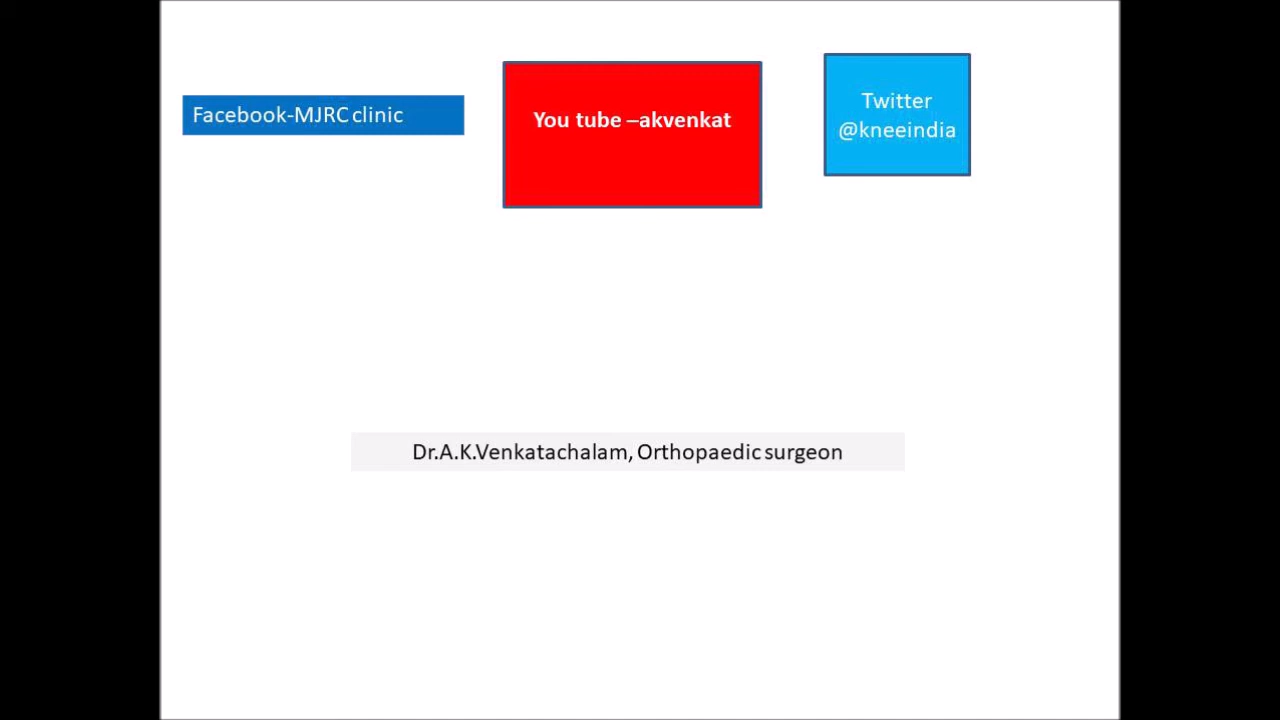 Facebook-MJRC clinic
You tube –akvenkat
Twitter
@kneeindia
Dr.A.K.Venkatachalam, Orthopaedic surgeon